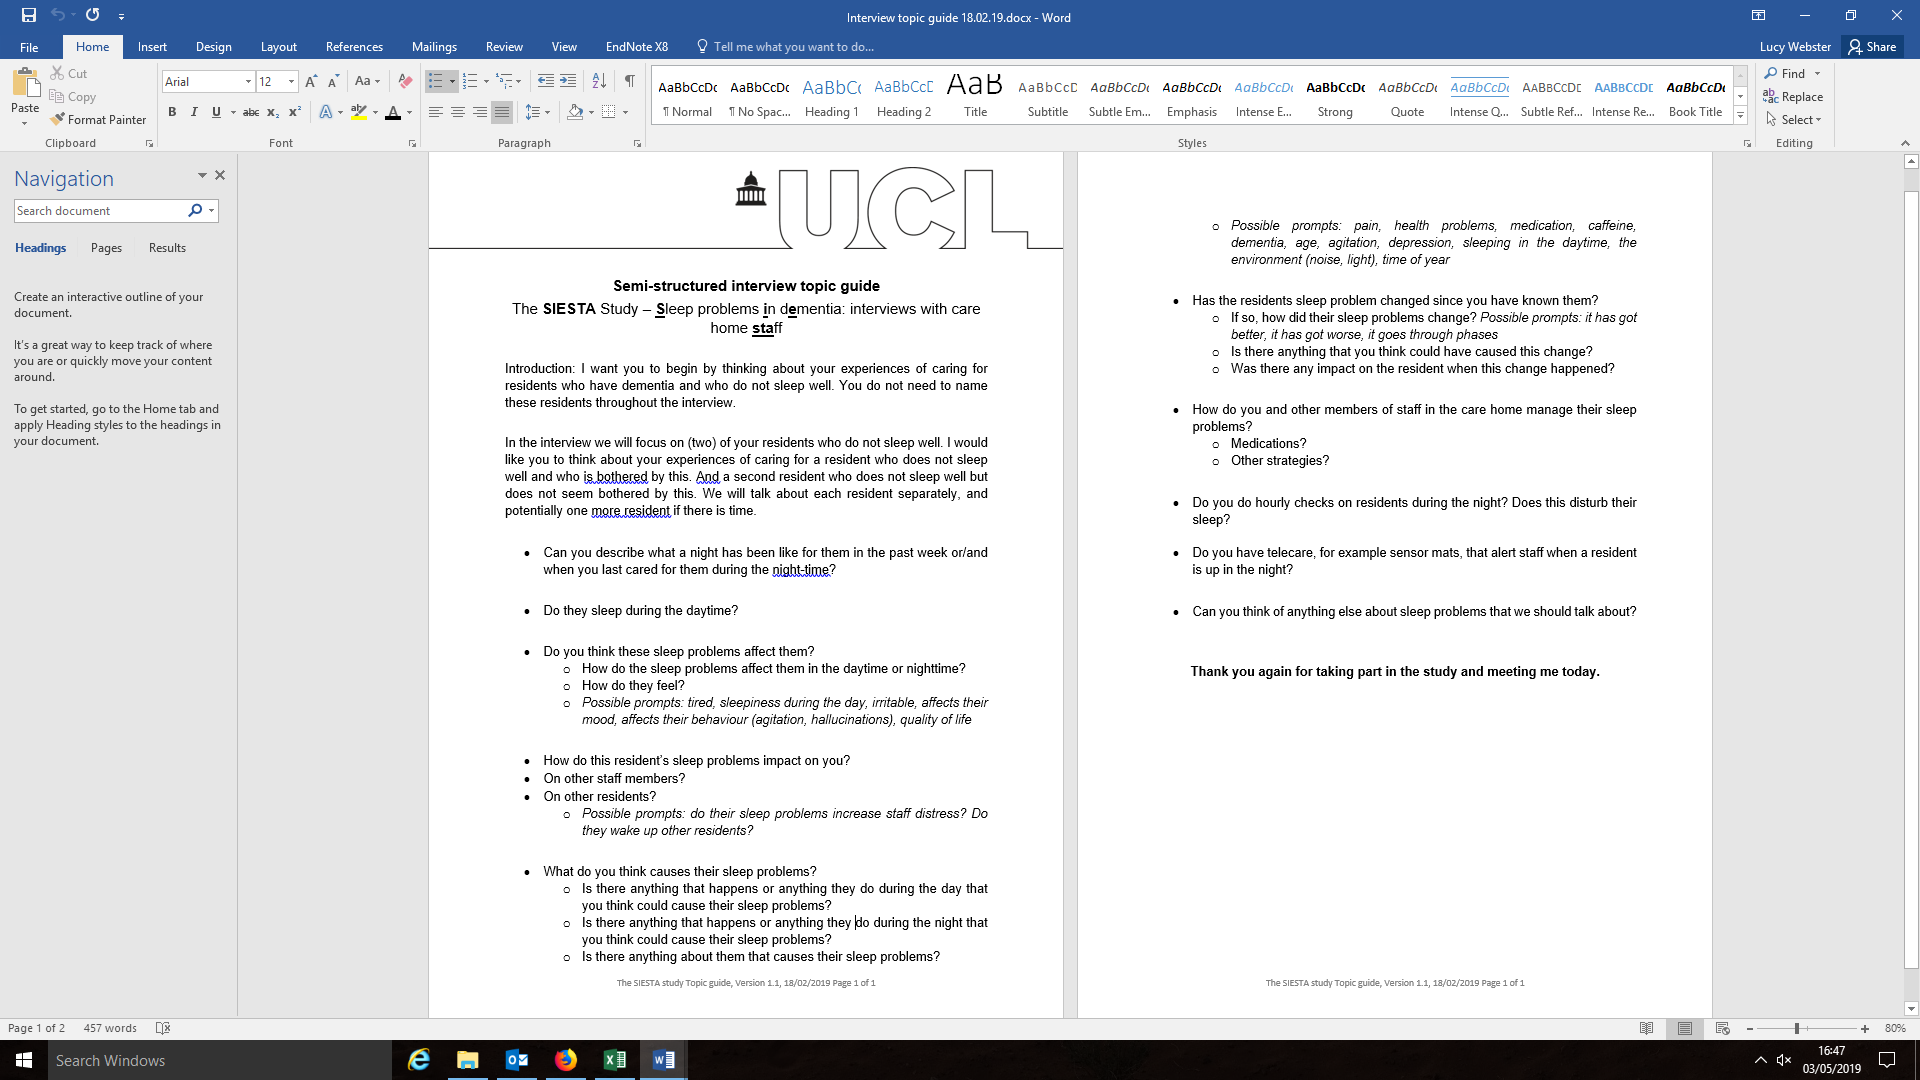 Interview topic guide 18.02.19.docx - Word
File Home Insert Design Layout References Mailings Review View EndNote X8 Tell me what you want to do... Lucy Webster Share
Paste
Cut
Copy
Format Painter
Clipboard
Arial 12
Font
Paragraph
AaBbCcDc AaBbCcDc AaBbCc AaBbCcD AaB AaBbCcD AaBbCcDc AaBbCcDc AaBbCcDc AaBbCcDc AaBbCcDc AaBbCcDc AABBCCDE AABBCCDE AaBbCcDc
¶ Normal ¶ No Spac... Heading 1 Heading 2 Title Subtitle Subtle Em... Emphasis Intense E... Strong Quote Intense Q... Subtle Ref... Intense Re... Book Title
Styles
Find
Replace
Select
Editing
Navigation
Search document
Headings Pages Results
Create an interactive outline of your
document.
It's a great way to keep track of where
you are or quickly move your content
around.
To get started, go to the Home tab and
apply Heading styles to the headings in
your document.
UCL
Semi-structured interview topic guide
The SIESTA Study – Sleep problems in dementia: interviews with care
home staff
Introduction: I want you to begin by thinking about your experiences of caring for
residents who have dementia and who do not sleep well. You do not need to name
these residents throughout the interview.
In the interview we will focus on (two) of your residents who do not sleep well. I would
like you to think about your experiences of caring for a resident who does not sleep
well and who is bothered by this. And a second resident who does not sleep well but
does not seem bothered by this. We will talk about each resident separately, and
potentially one more resident if there is time.
• Can you describe what a night has been like for them in the past week or/and
when you last cared for them during the night-time?
• Do they sleep during the daytime?
• Do you think these sleep problems affect them?
o How do the sleep problems affect them in the daytime or nighttime?
o How do they feel?
o Possible prompts: tired, sleepiness during the day, irritable, affects their
mood, affects their behaviour (agitation, hallucinations), quality of life
• How do this resident's sleep problems impact on you?
• On other staff members?
• On other residents?
o Possible prompts: do their sleep problems increase staff distress? Do
they wake up other residents?
• What do you think causes their sleep problems?
o Is there anything that happens or anything they do during the day that
you think could cause their sleep problems?
o Is there anything that happens or anything they do during the night that
you think could cause their sleep problems?
o Is there anything about them that causes their sleep problems?
The SIESTA study Topic guide, Version 1.1, 18/02/2019 Page 1 of 1
o Possible prompts: pain, health problems, medication, caffeine,
dementia, age, agitation, depression, sleeping in the daytime, the
environment (noise, light), time of year
• Has the residents sleep problem changed since you have known them?
o If so, how did their sleep problems change? Possible prompts: it has got
better, it has got worse, it goes through phases
o Is there anything that you think could have caused this change?
o Was there any impact on the resident when this change happened?
• How do you and other members of staff in the care home manage their sleep
problems?
o Medications?
o Other strategies?
• Do you do hourly checks on residents during the night? Does this disturb their
sleep?
• Do you have telecare, for example sensor mats, that alert staff when a resident
is up in the night?
• Can you think of anything else about sleep problems that we should talk about?
Thank you again for taking part in the study and meeting me today.
The SIESTA study Topic guide, Version 1.1, 18/02/2019 Page 1 of 1
Page 1 of 2 457 words 80%
Search Windows
16:47
03/05/2019